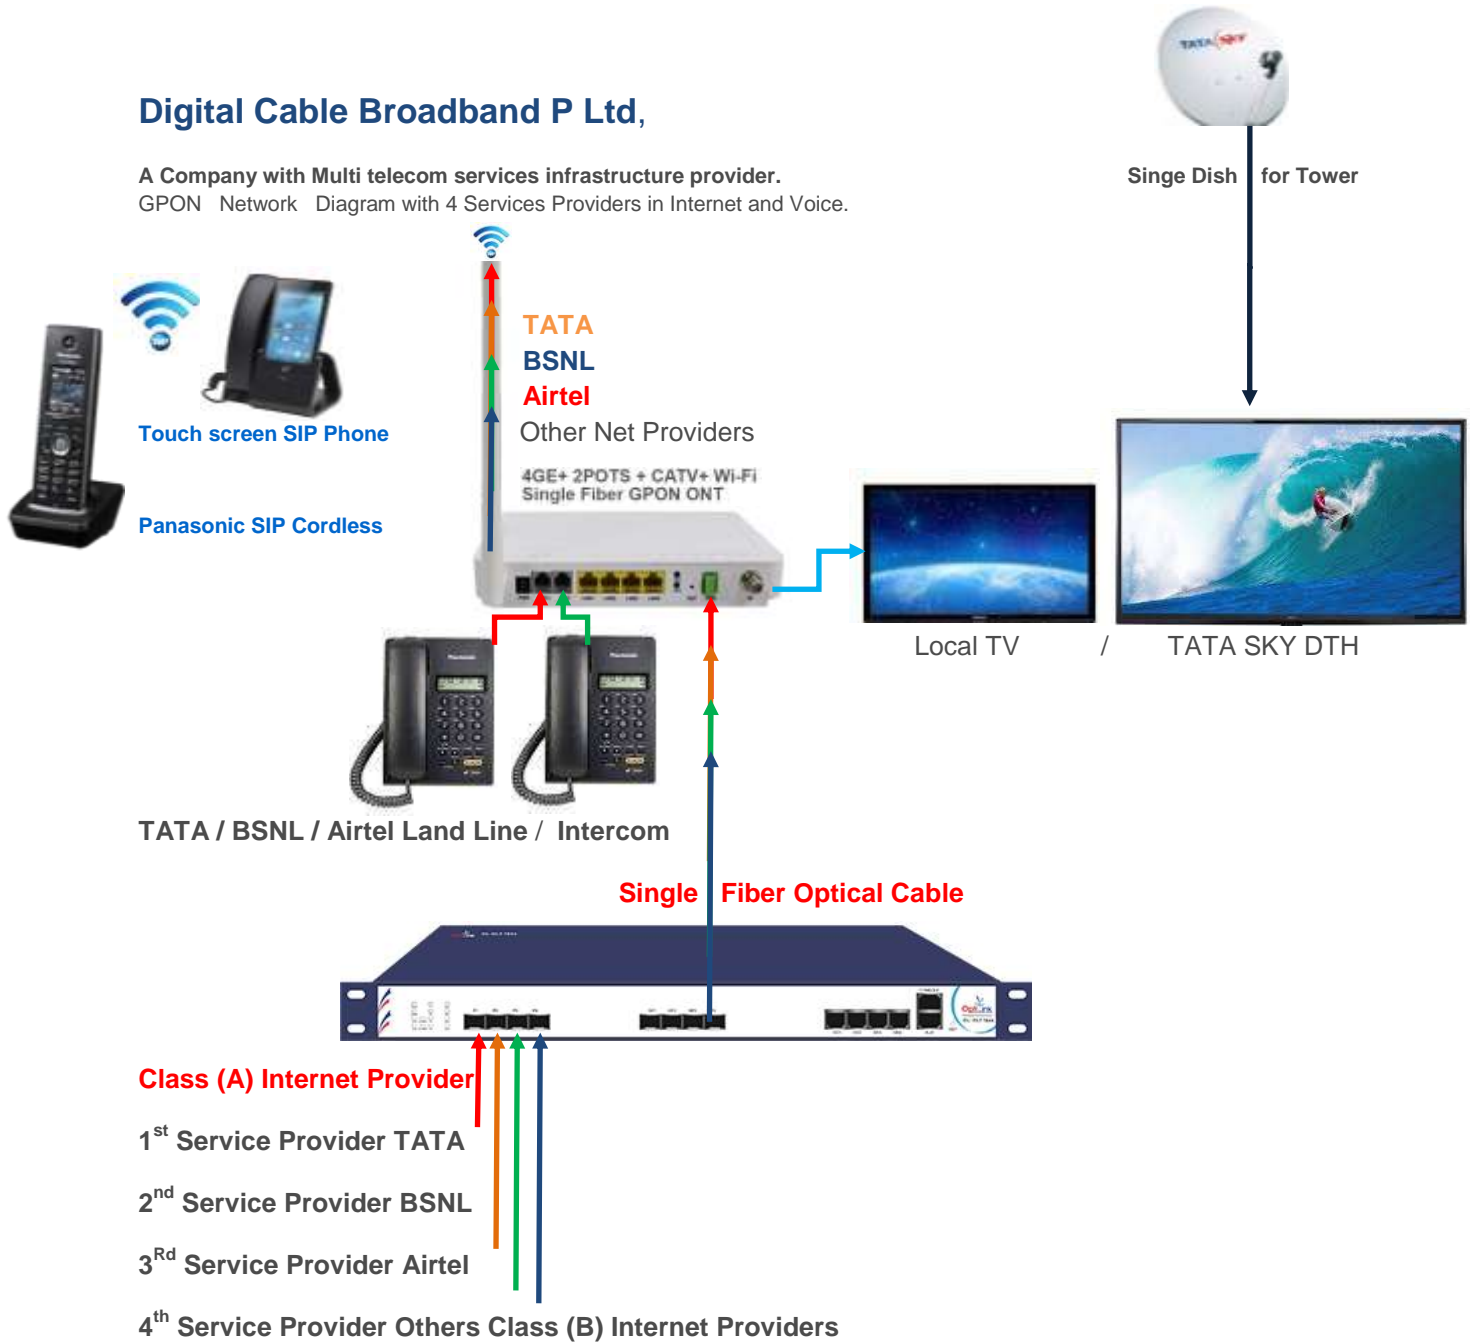 TATA SKY
Digital Cable Broadband P Ltd,
A Company with Multi telecom services infrastructure provider.
GPON Network Diagram with 4 Services Providers in Internet and Voice.
Singe Dish for Tower
TATA
BSNL
Airtel
Other Net Providers
Touch screen SIP Phone
4GE+ 2POTS + CATV+ Wi-Fi
Single Fiber GPON ONT
Panasonic SIP Cordless
Local TV / TATA SKY DTH
TATA / BSNL / Airtel Land Line / Intercom
Single Fiber Optical Cable
OptiLink
Class (A) Internet Provider
1st Service Provider TATA
2nd Service Provider BSNL
3Rd Service Provider Airtel
4th Service Provider Others Class (B) Internet Providers